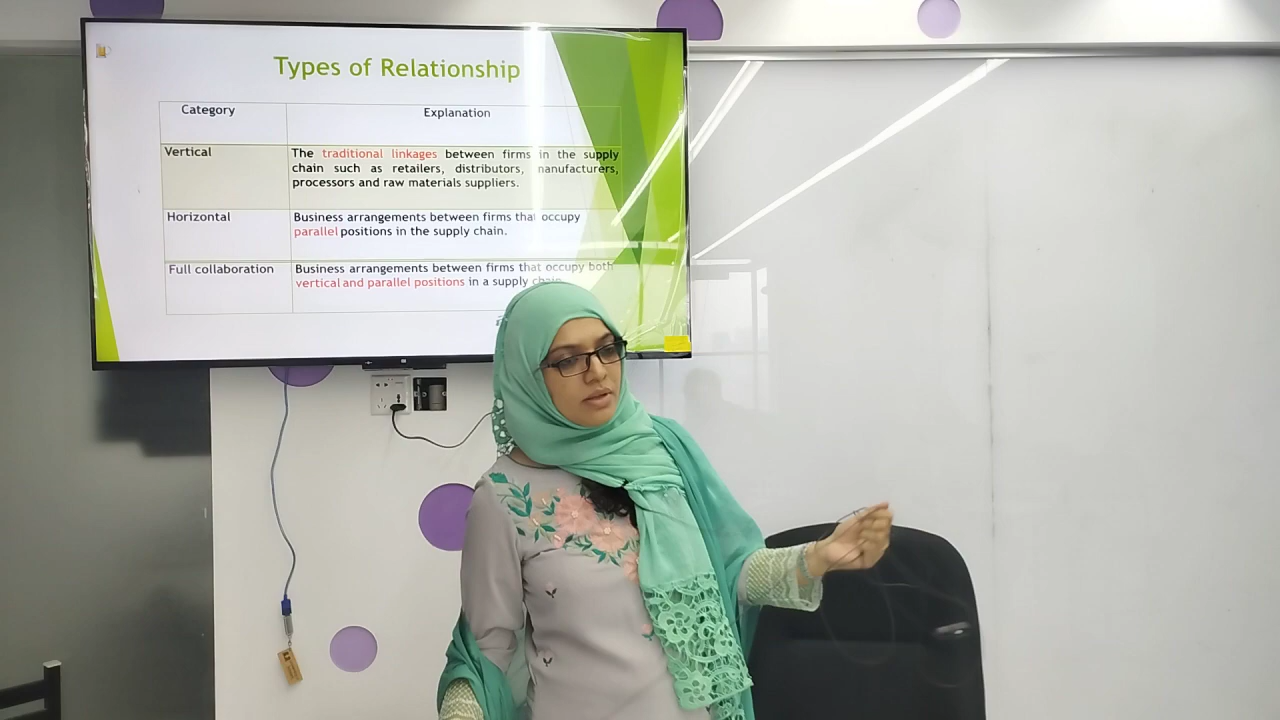 Types of Relationship
Category
Explanation
Vertical
The traditional linkages between firms in the supply
chain such as retailers, distributors, manufacturers,
processors and raw materials suppliers.
Horizontal
Business arrangements between firms that occupy
parallel positions in the supply chain.
Full collaboration
Business arrangements between firms that occupy both
vertical and parallel positions in a supply chain